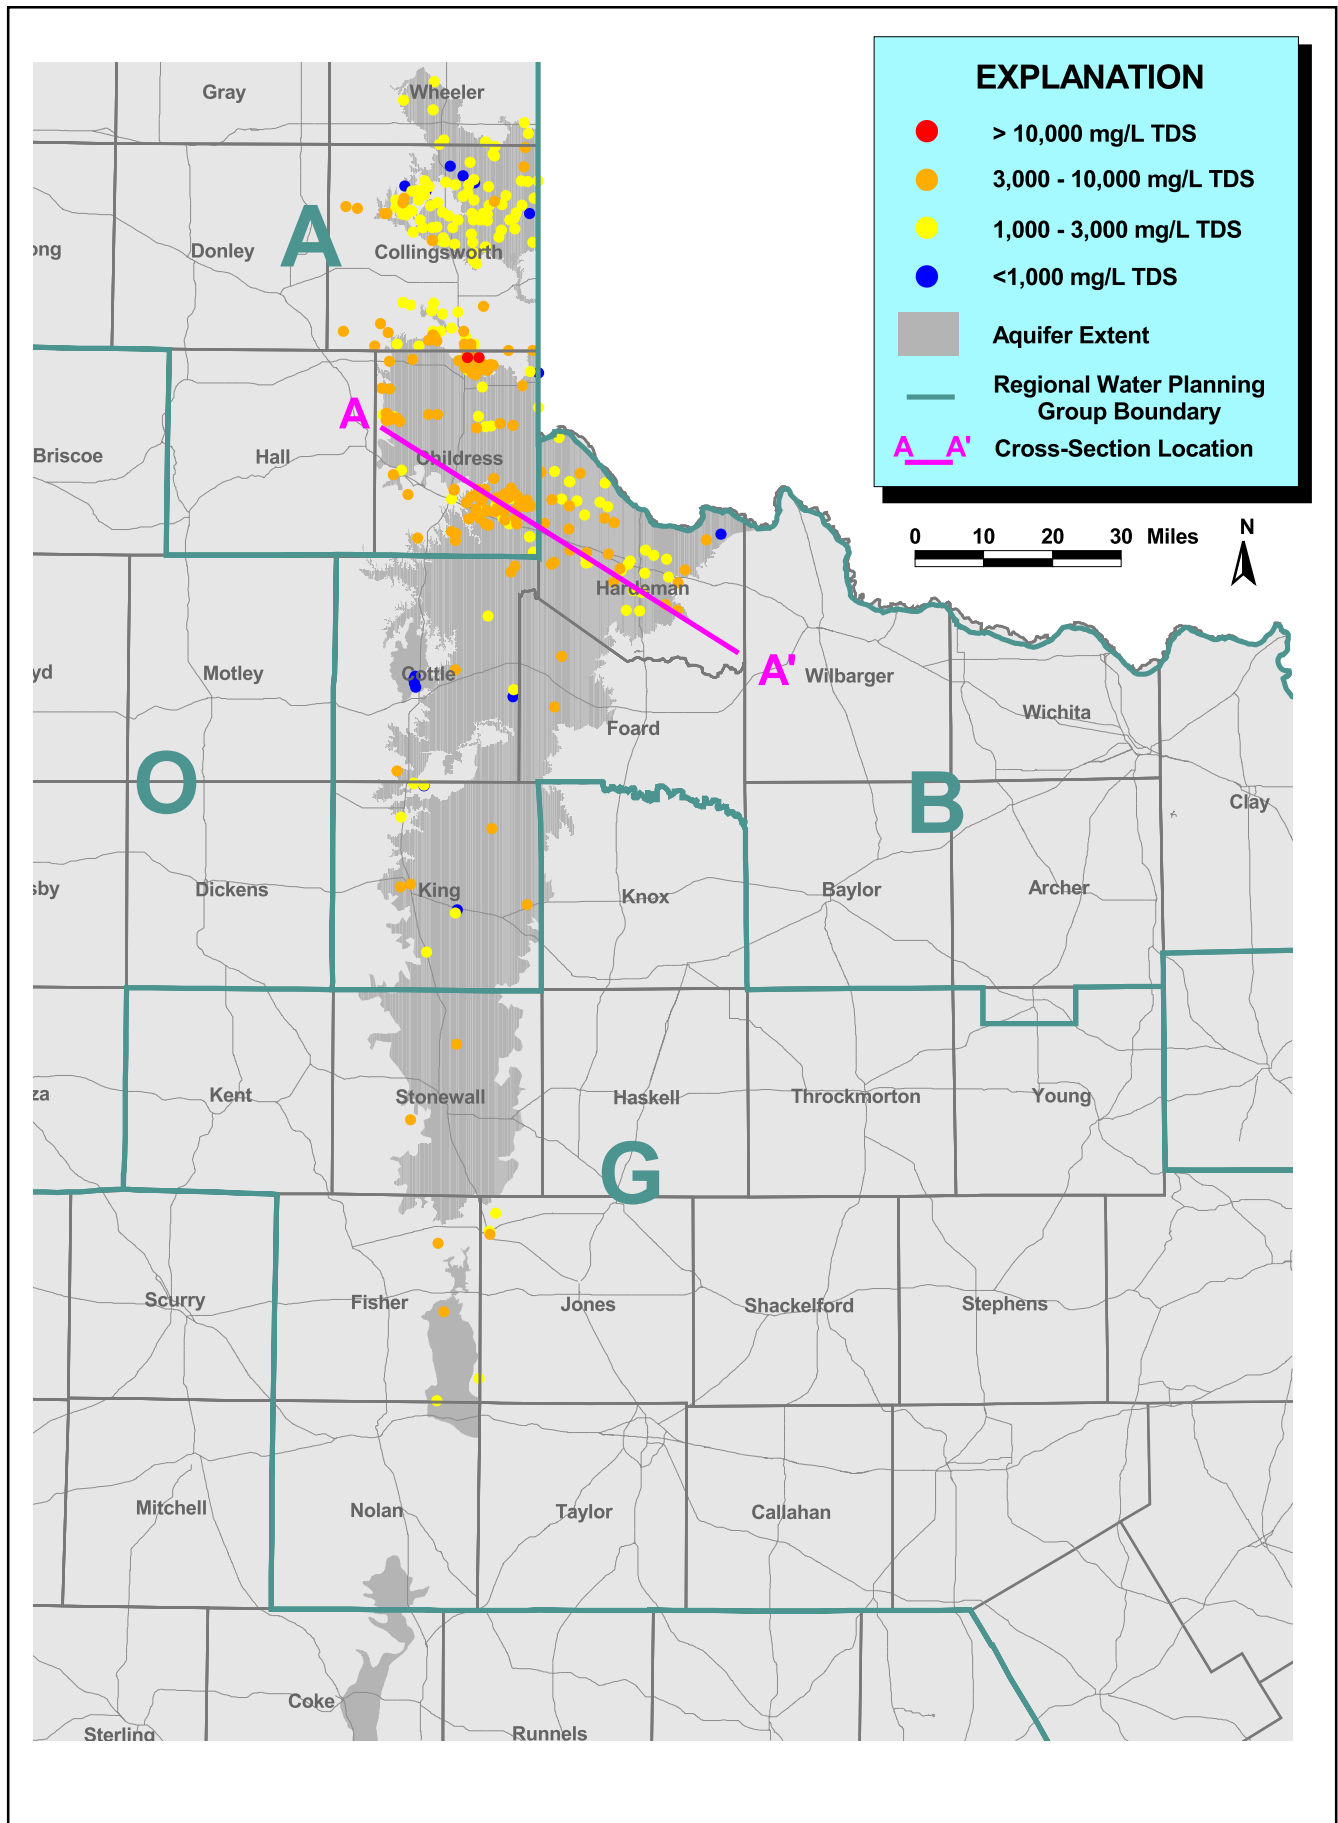 EXPLANATION
> 10,000 mg/L TDS
3,000 - 10,000 mg/L TDS
1,000 - 3,000 mg/L TDS
<1,000 mg/L TDS
Aquifer Extent
Regional Water Planning
Group Boundary
A A'
Cross-Section Location
0 10 20 30 Miles
N
Gray
Wheeler
ong
Donley
A
Collingsworth
A
Briscoe
Hall
Childress
Hardeman
yd
Motley
Cottle
A'
Wilbarger
Foard
Wichita
O
B
Clay
sby
Dickens
King
Knox
Baylor
Archer
za
Kent
Stonewall
Haskell
Throckmorton
Young
G
Scurry
Fisher
Jones
Shackelford
Stephens
Mitchell
Nolan
Taylor
Callahan
Coke
Sterling
Runnels